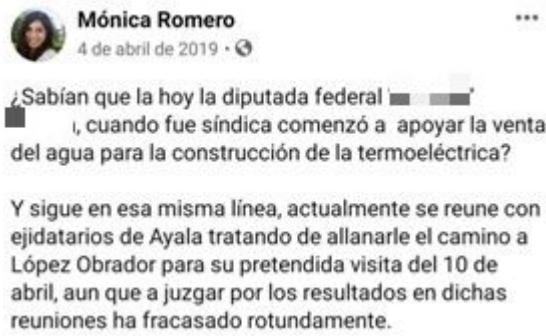 Mónica Romero
4 de abril de 2019 ·
¿Sabían que la hoy la diputada federal
, cuando fue síndica comenzó a apoyar la venta
del agua para la construcción de la termoeléctrica?
Y sigue en esa misma línea, actualmente se reune con
ejidatarios de Ayala tratando de allanarle el camino a
López Obrador para su pretendida visita del 10 de
abril, aun que a juzgar por los resultados en dichas
reuniones ha fracasado rotundamente.